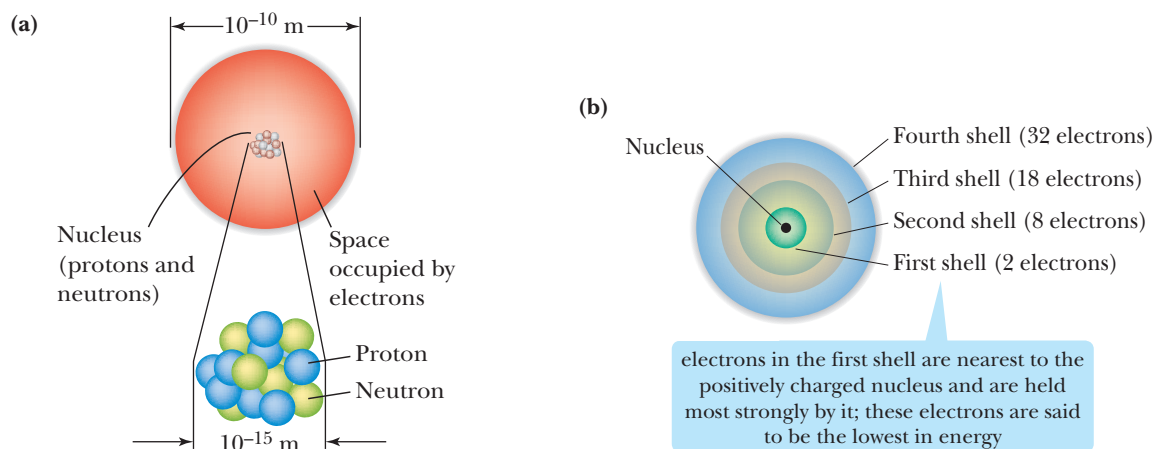 (a)
10⁻¹⁰ m
Nucleus
(protons and
neutrons)
Space
occupied by
electrons
Proton
Neutron
10⁻¹⁵ m
(b)
Nucleus
Fourth shell (32 electrons)
Third shell (18 electrons)
Second shell (8 electrons)
First shell (2 electrons)
electrons in the first shell are nearest to the
positively charged nucleus and are held
most strongly by it; these electrons are said
to be the lowest in energy